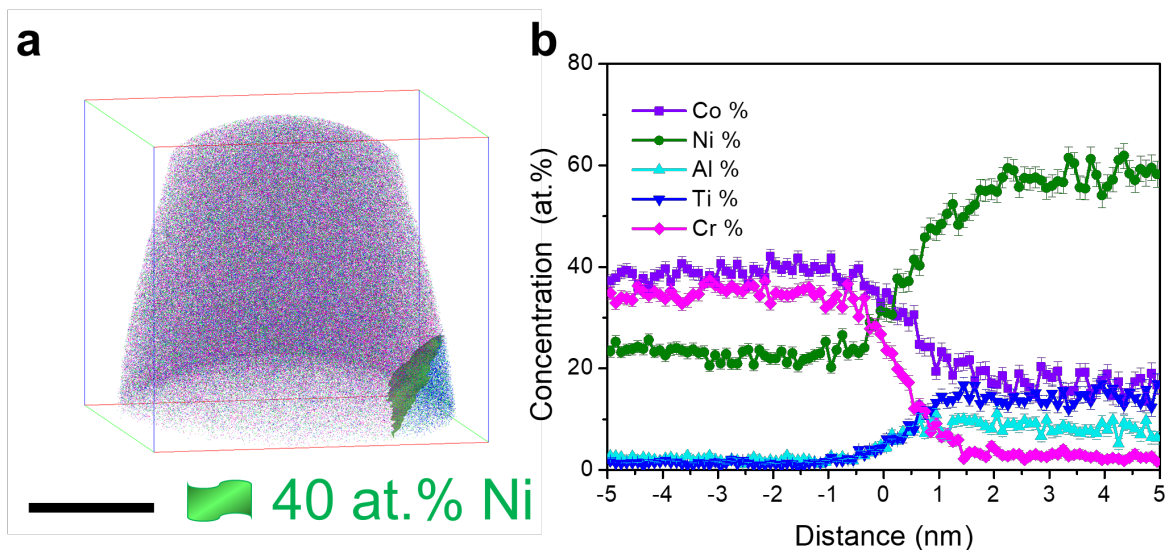 a
40 at.% Ni
b
Concentration (at.%)
80
60
40
20
0
Co %
Ni %
Al %
Ti %
Cr %
-5 -4 -3 -2 -1 0 1 2 3 4 5
Distance (nm)